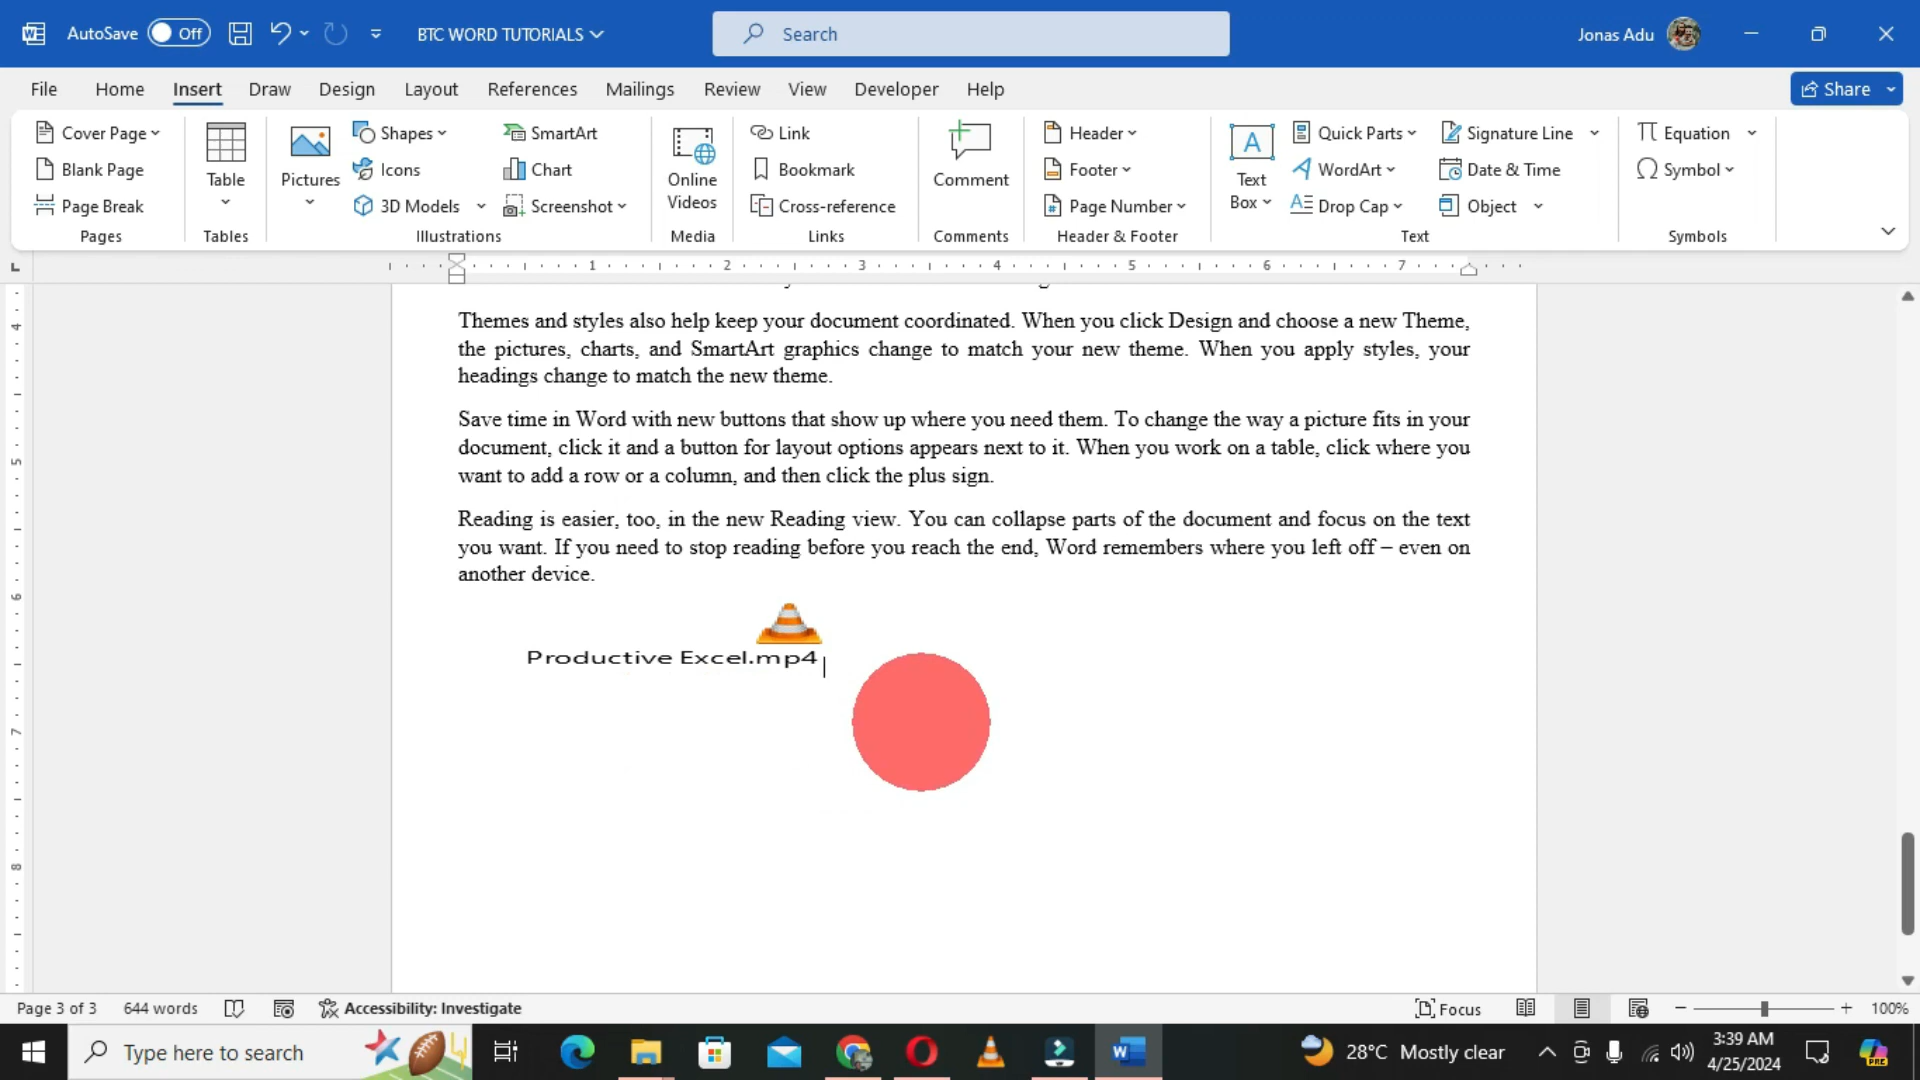 AutoSave Off BTC WORD TUTORIALS Search Jonas Adu
File Home Insert Draw Design Layout References Mailings Review View Developer Help Share
Cover Page Shapes SmartArt Link Header Quick Parts Signature Line Equation
Blank Page Icons Chart Bookmark Footer WordArt Date & Time Symbol
Table Pictures Online Videos Comment Text Box
Page Break 3D Models Screenshot Cross-reference Page Number Drop Cap Object
Pages Tables Illustrations Media Links Comments Header & Footer Text Symbols
1 2 3 4 5 6 7
Themes and styles also help keep your document coordinated. When you click Design and choose a new Theme,
the pictures, charts, and SmartArt graphics change to match your new theme. When you apply styles, your
headings change to match the new theme.
Save time in Word with new buttons that show up where you need them. To change the way a picture fits in your
document, click it and a button for layout options appears next to it. When you work on a table, click where you
want to add a row or a column, and then click the plus sign.
Reading is easier, too, in the new Reading view. You can collapse parts of the document and focus on the text
you want. If you need to stop reading before you reach the end, Word remembers where you left off – even on
another device.
Productive Excel.mp4
4
5
6
7
8
Page 3 of 3 644 words Accessibility: Investigate Focus 100%
Type here to search 28°C Mostly clear 3:39 AM
4/25/2024